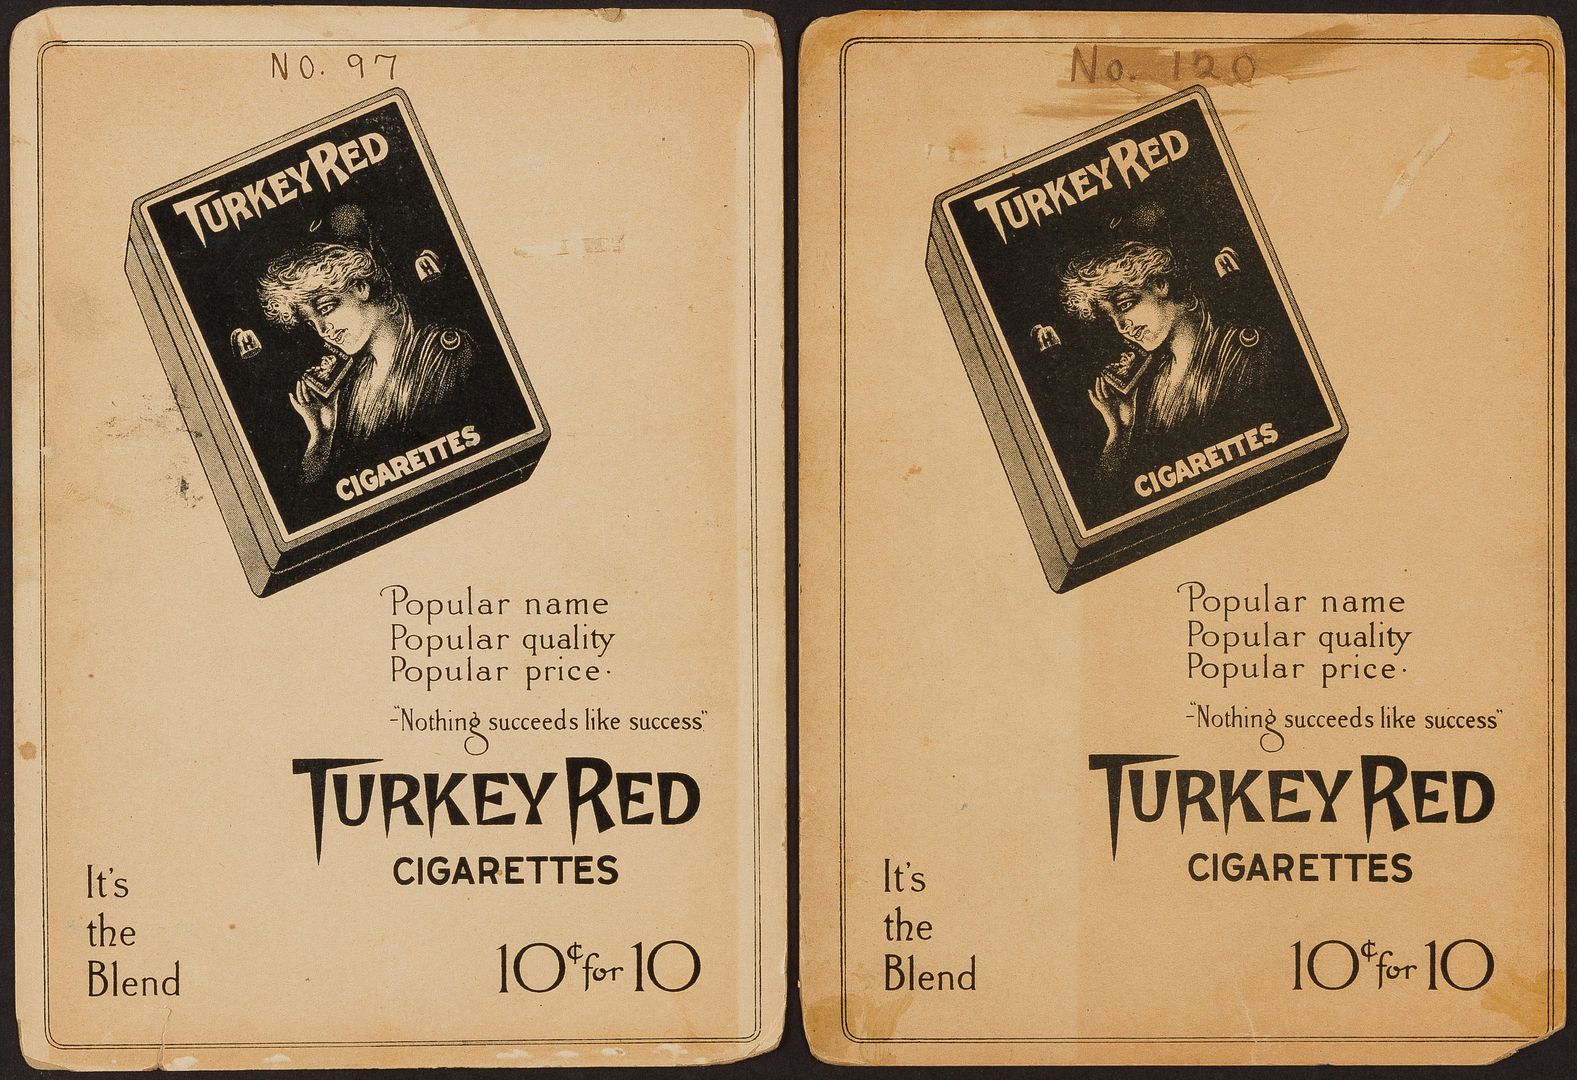 NO. 97
TURKEY RED
H
H
CIGARETTES
Popular name
Popular quality
Popular price.
-"Nothing succeeds like success"
TURKEY RED
CIGARETTES
It's
the
Blend
10¢ for 10
No. 120
TURKEY RED
H
H
CIGARETTES
Popular name
Popular quality
Popular price.
-"Nothing succeeds like success"
TURKEY RED
CIGARETTES
It's
the
Blend
10¢ for 10